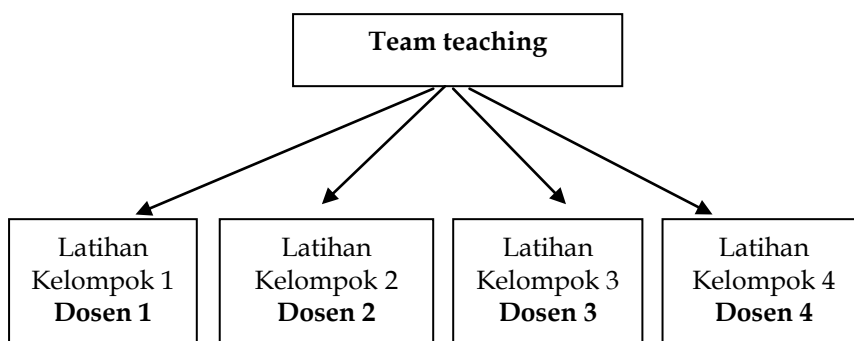 Team teaching
Latihan
Kelompok 1
Dosen 1
Latihan
Kelompok 2
Dosen 2
Latihan
Kelompok 3
Dosen 3
Latihan
Kelompok 4
Dosen 4